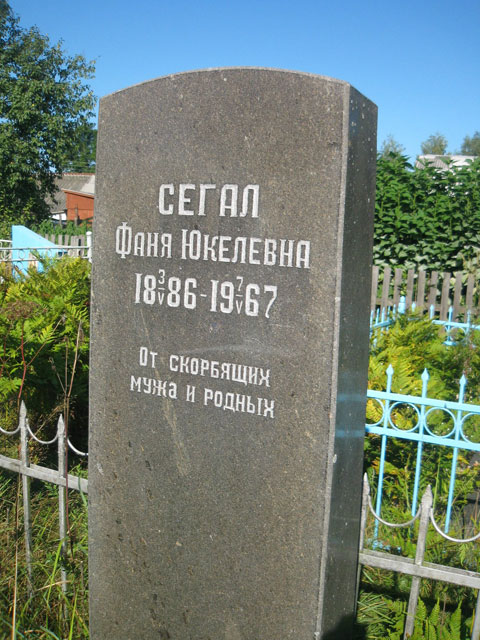 СЕГАЛ
Фаня Юкелевна
18 3/V 86 - 19 7/V 67
От скорбящих
мужа и родных